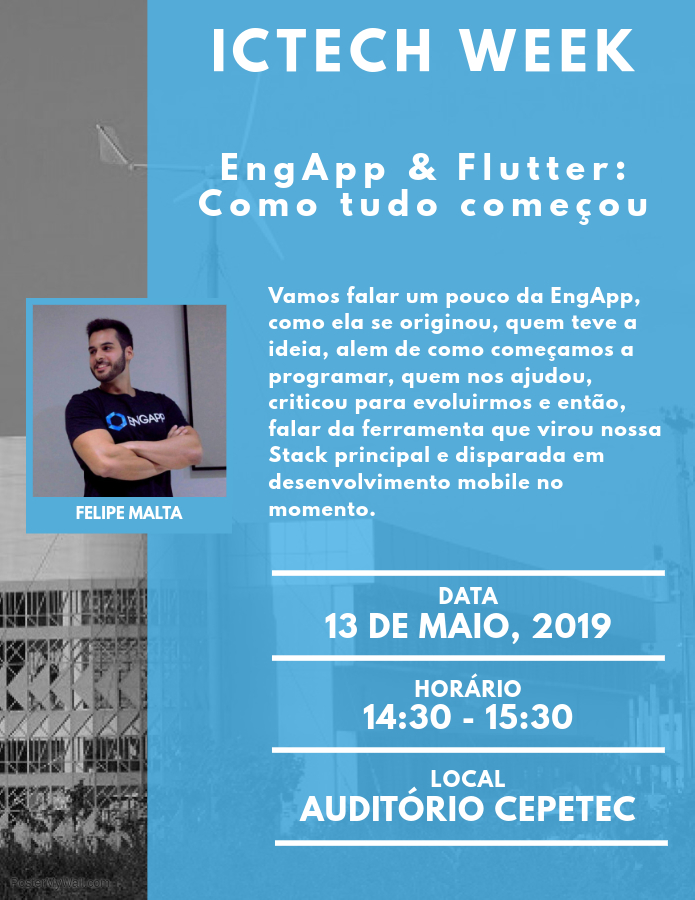 ICTECH WEEK
EngApp & Flutter:
Como tudo começou
Vamos falar um pouco da EngApp,
como ela se originou, quem teve a
ideia, alem de como começamos a
programar, quem nos ajudou,
criticou para evoluirmos e então,
falar da ferramenta que virou nossa
Stack principal e disparada em
desenvolvimento mobile no
momento.
ENGAPP
FELIPE MALTA
DATA
13 DE MAIO, 2019
HORÁRIO
14:30 - 15:30
LOCAL
AUDITÓRIO CEPETEC
PosterMyWall.com